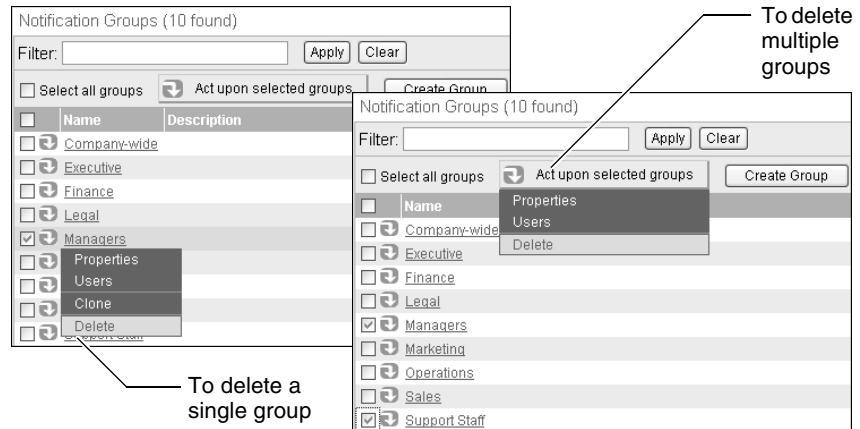 Notification Groups (10 found)
Filter:
Apply
Clear
Select all groups
Act upon selected groups
Create Group
Name
Description
Company-wide
Executive
Finance
Legal
Managers
Properties
Users
Clone
Delete
Support Staff
To delete a
single group
To delete
multiple
groups
Notification Groups (10 found)
Filter:
Apply
Clear
Select all groups
Act upon selected groups
Create Group
Name
Properties
Users
Delete
Company-wide
Executive
Finance
Legal
Managers
Marketing
Operations
Sales
Support Staff